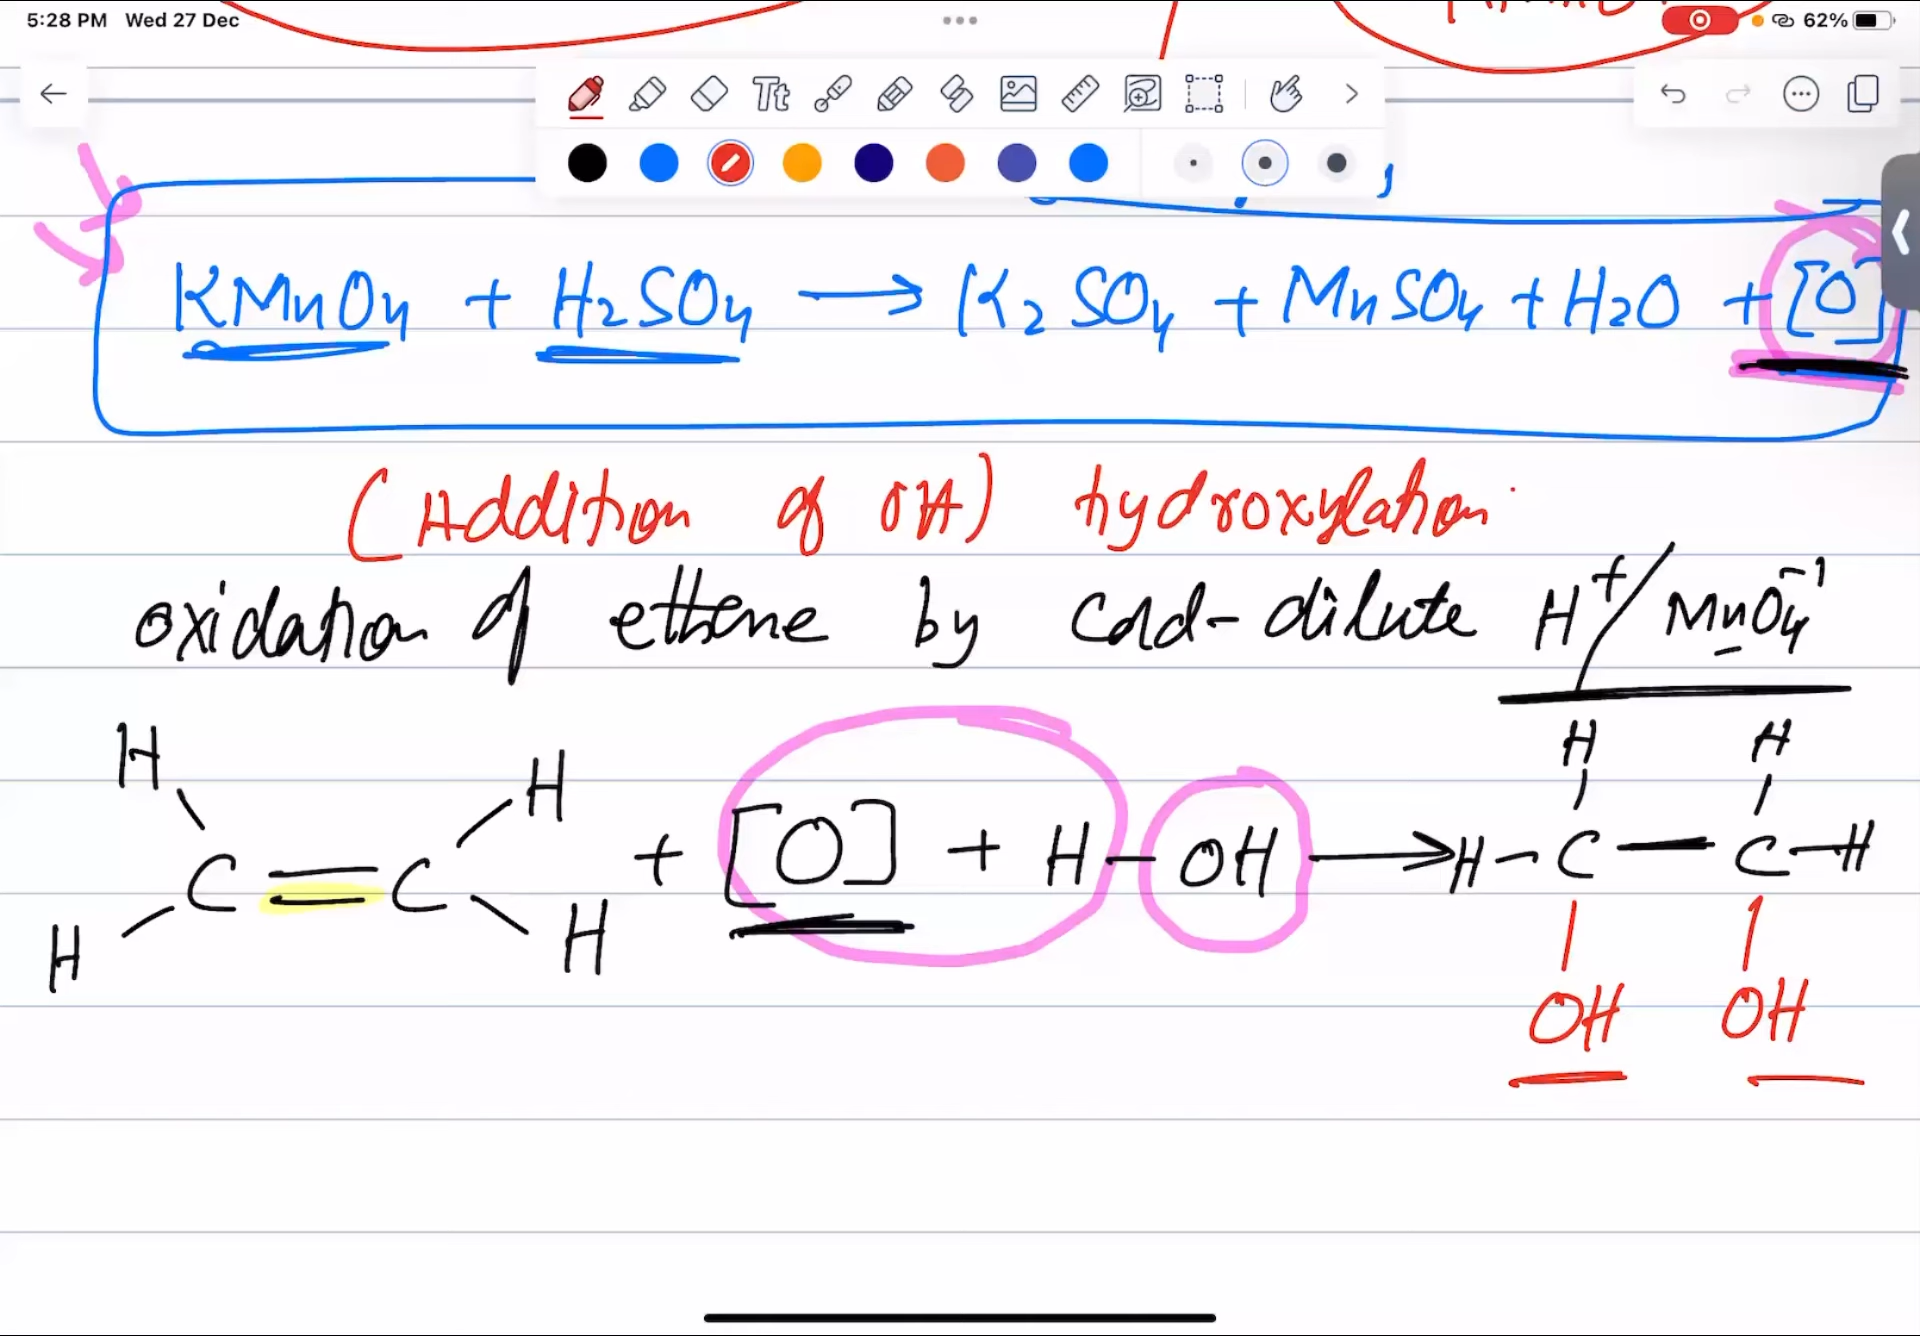 5:28 PM Wed 27 Dec 62%
Tt
KMnO4 + H2SO4 → K2SO4 + MnSO4 + H2O + [O]
(Addition of OH) hydroxylation
oxidation of ethene by cold-dilute H+/MnO4-1
H H H H
C=C + [O] + H-OH → H-C-C-H
H H
OH OH